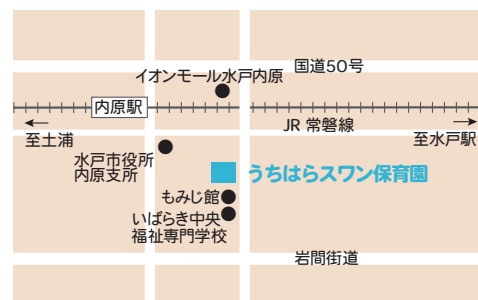 国道50号
イオンモール水戸内原
内原駅
JR 常磐線
至土浦
至水戸駅
水戸市役所
内原支所
うちはらスワン保育園
もみじ館
いばらき中央
福祉専門学校
岩間街道